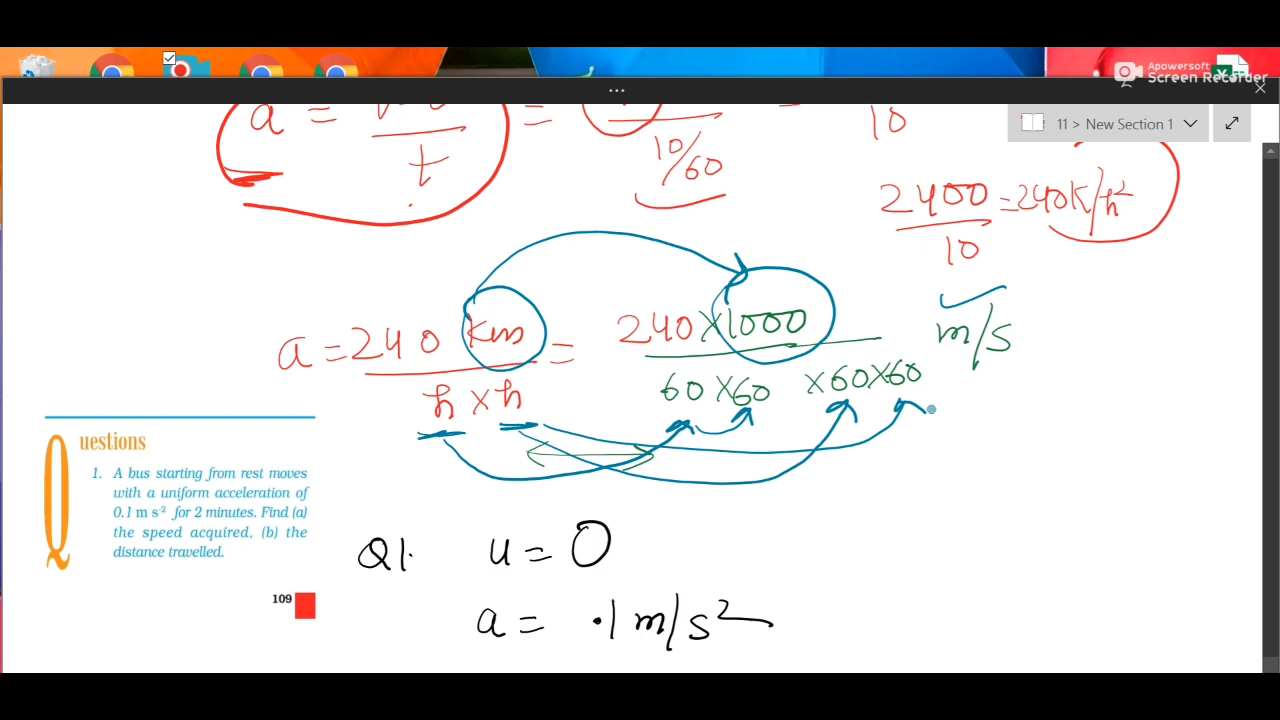 Apowersoft
Screen Recorder
11 > New Section 1
a =
t
=
10/60
10
2400
10
=240K/h²
a = 240 km
h × h
=
240 × 1000
60 × 60 × 60 × 60
m/s
Questions
1. A bus starting from rest moves
with a uniform acceleration of
0.1 m s⁻² for 2 minutes. Find (a)
the speed acquired, (b) the
distance travelled.
109
Q1. u = 0
a = .1 m/s²